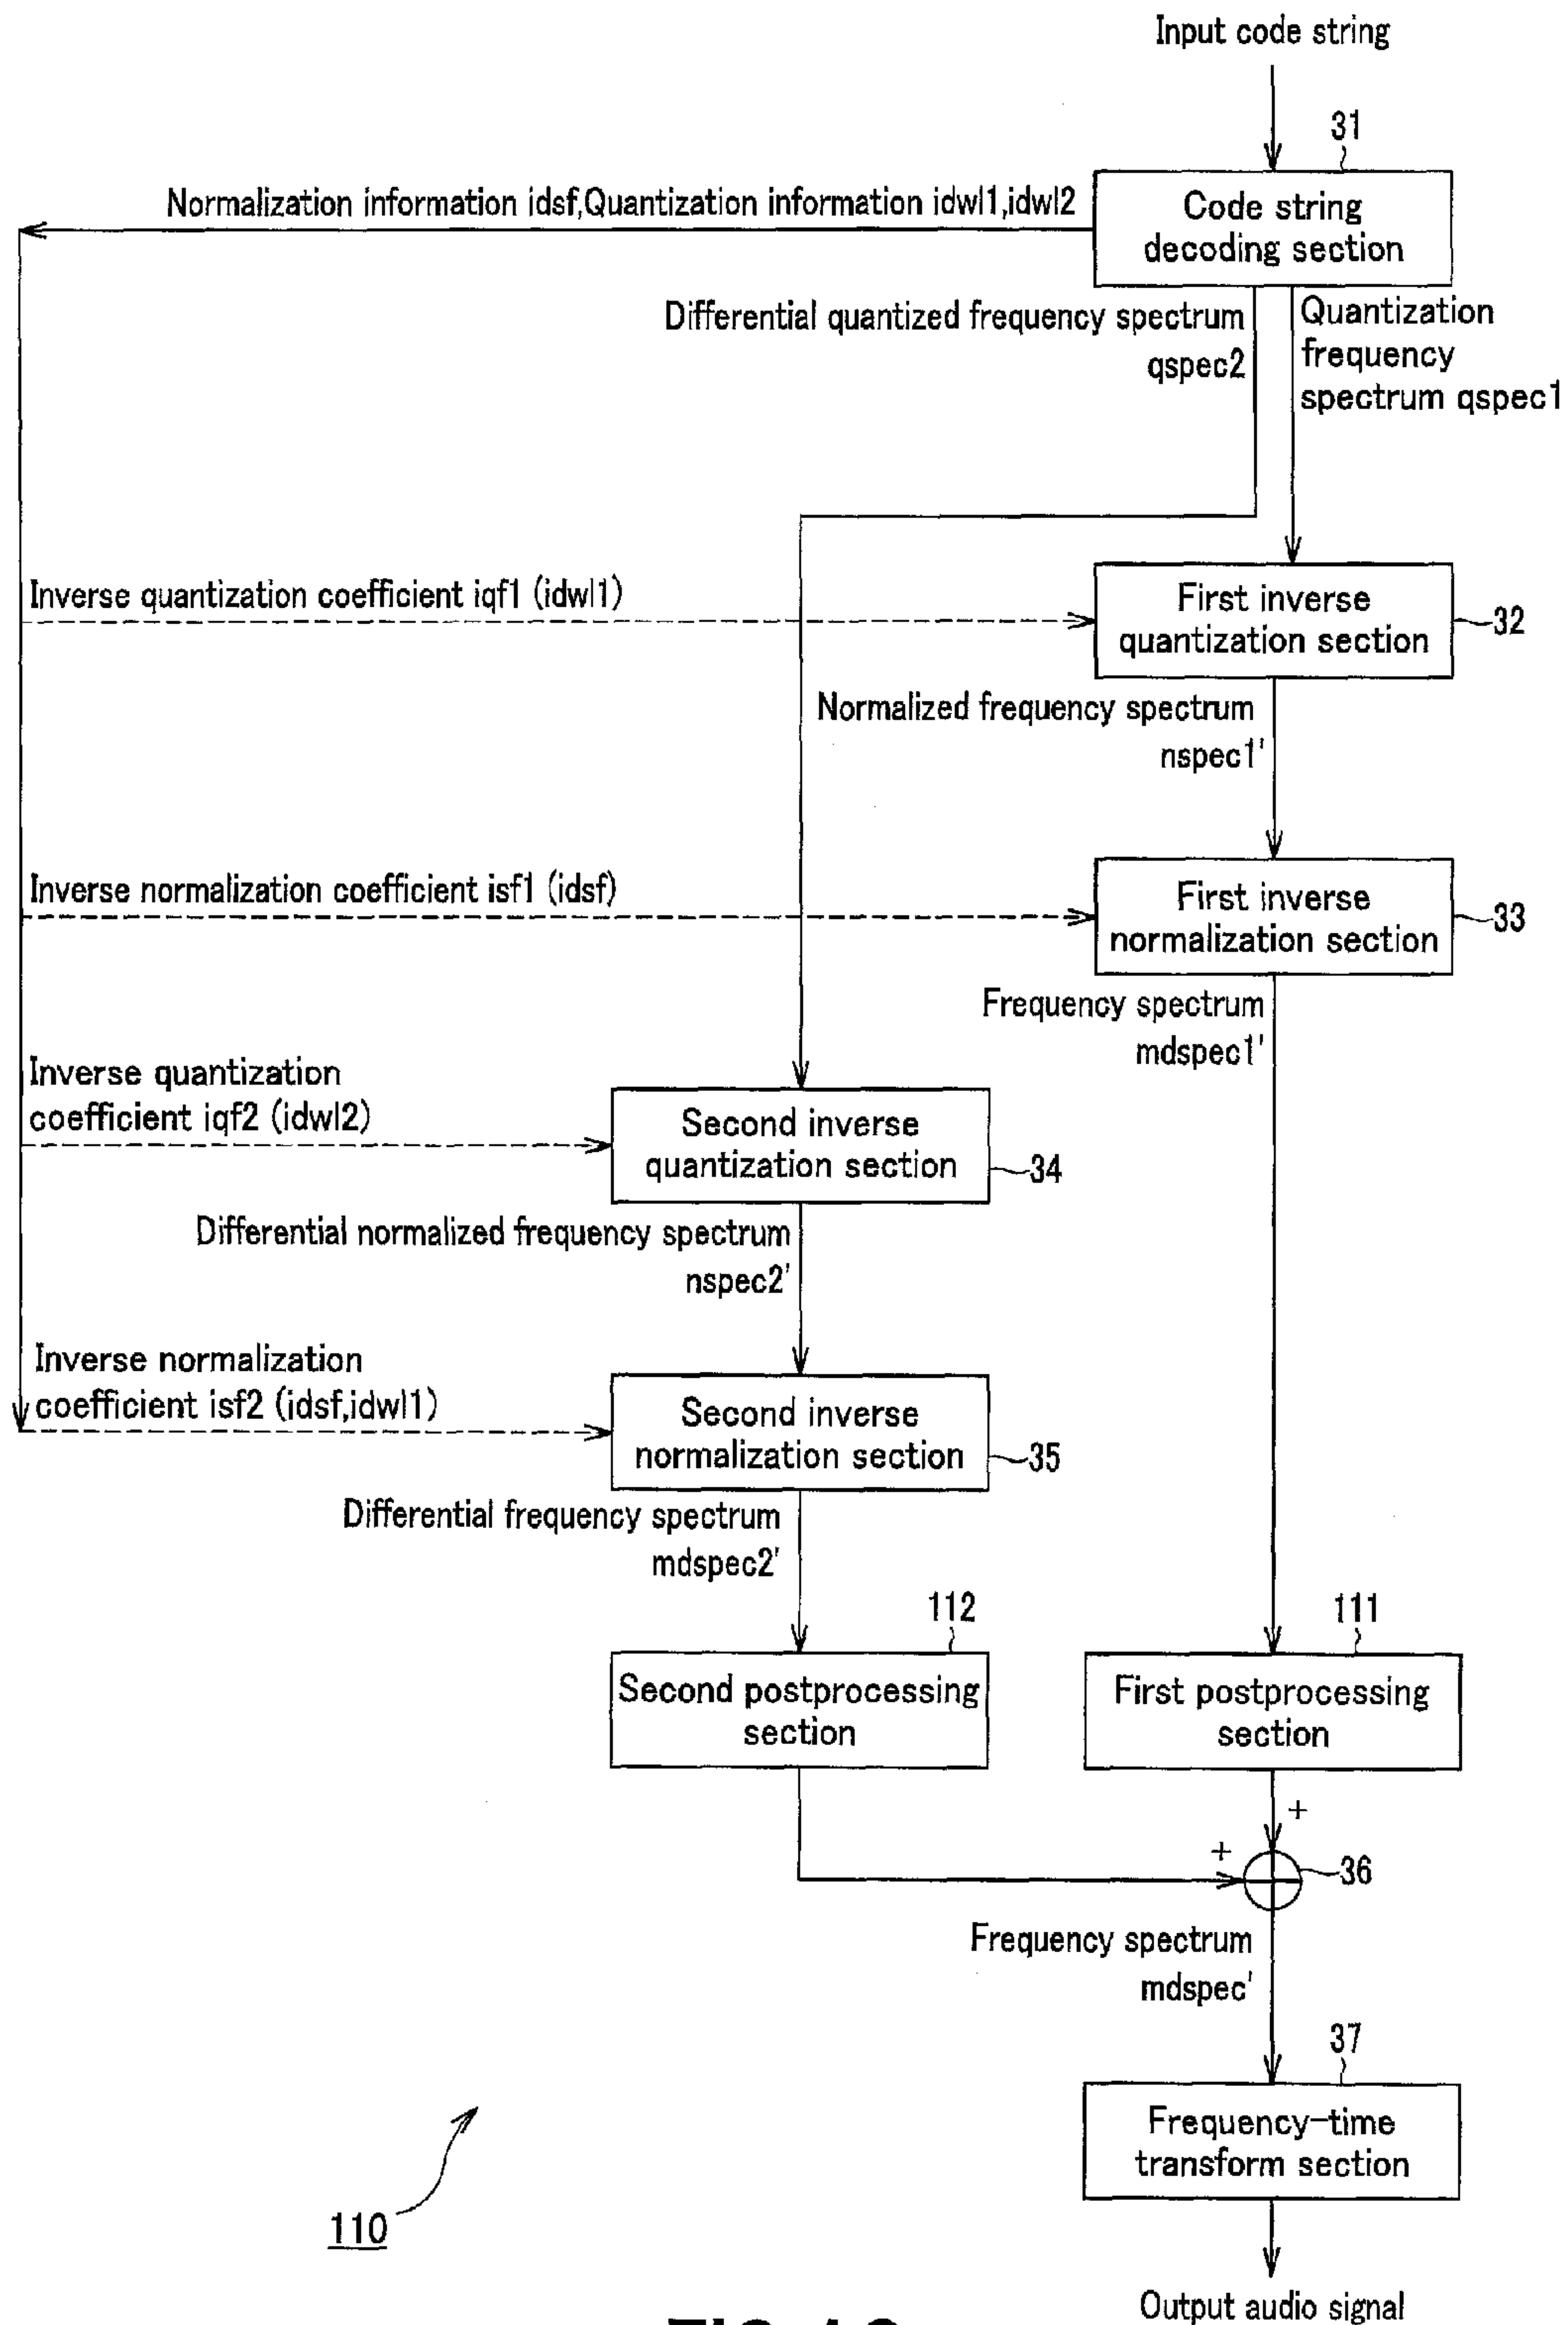 Input code string
31
Normalization information idsf,Quantization information idwl1,idwl2
Code string
decoding section
Differential quantized frequency spectrum
qspec2
Quantization
frequency
spectrum qspec1
Inverse quantization coefficient iqf1 (idwl1)
First inverse
quantization section
32
Normalized frequency spectrum
nspec1'
Inverse normalization coefficient isf1 (idsf)
First inverse
normalization section
33
Frequency spectrum
mdspec1'
Inverse quantization
coefficient iqf2 (idwl2)
Second inverse
quantization section
34
Differential normalized frequency spectrum
nspec2'
Inverse normalization
coefficient isf2 (idsf,idwl1)
Second inverse
normalization section
35
Differential frequency spectrum
mdspec2'
112
111
Second postprocessing
section
First postprocessing
section
+
+
36
Frequency spectrum
mdspec'
37
Frequency-time
transform section
110
Output audio signal